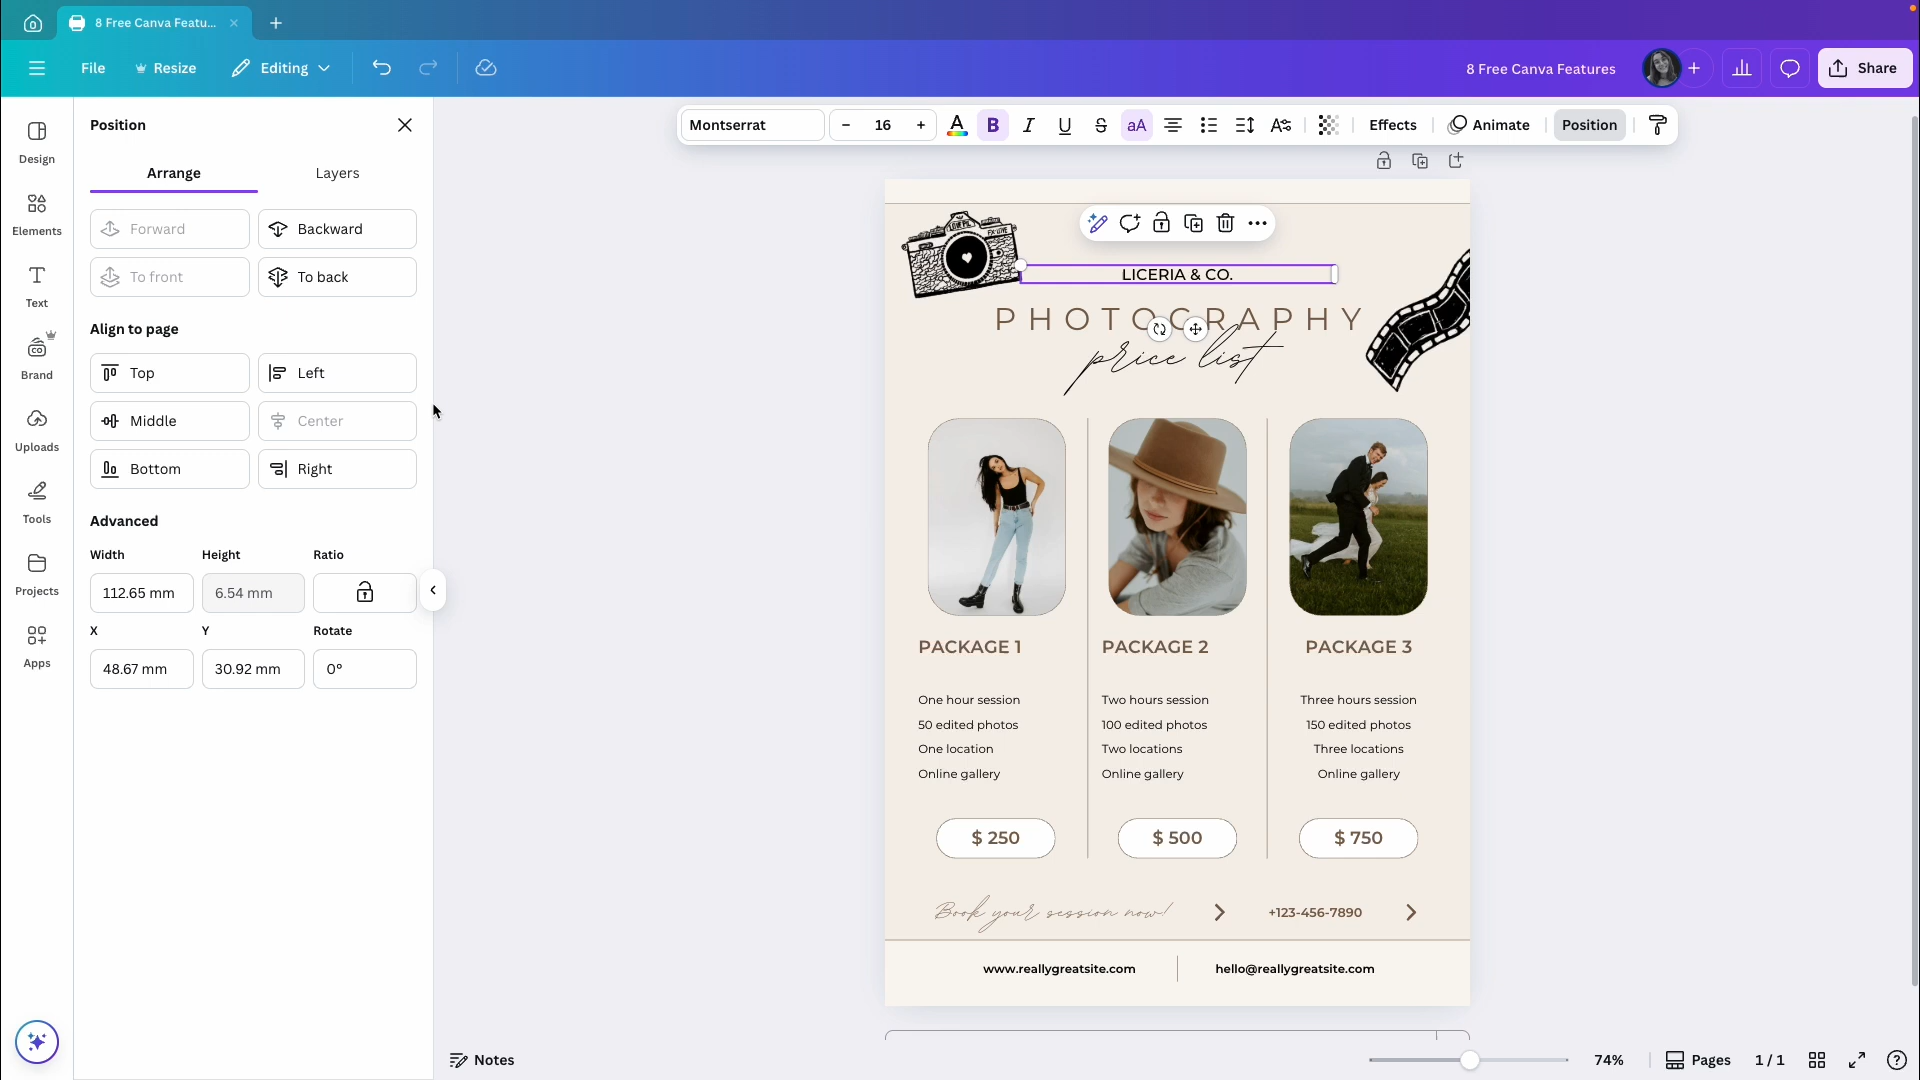 8 Free Canva Featu...
File
Resize
Editing
8 Free Canva Features
Share
Design
Elements
Text
Brand
Uploads
Tools
Projects
Apps
Position
Arrange
Layers
Forward
Backward
To front
To back
Align to page
Top
Left
Middle
Center
Bottom
Right
Advanced
Width
Height
Ratio
112.65 mm
6.54 mm
X
Y
Rotate
48.67 mm
30.92 mm
0°
Montserrat
– 16 +
A
B
I
U
S
aA
Effects
Animate
Position
LICERIA & CO.
PHOTOGRAPHY
price list
PACKAGE 1
One hour session
50 edited photos
One location
Online gallery
$ 250
PACKAGE 2
Two hours session
100 edited photos
Two locations
Online gallery
$ 500
PACKAGE 3
Three hours session
150 edited photos
Three locations
Online gallery
$ 750
Book your session now!
+123-456-7890
www.reallygreatsite.com
hello@reallygreatsite.com
Notes
74%
Pages
1 / 1